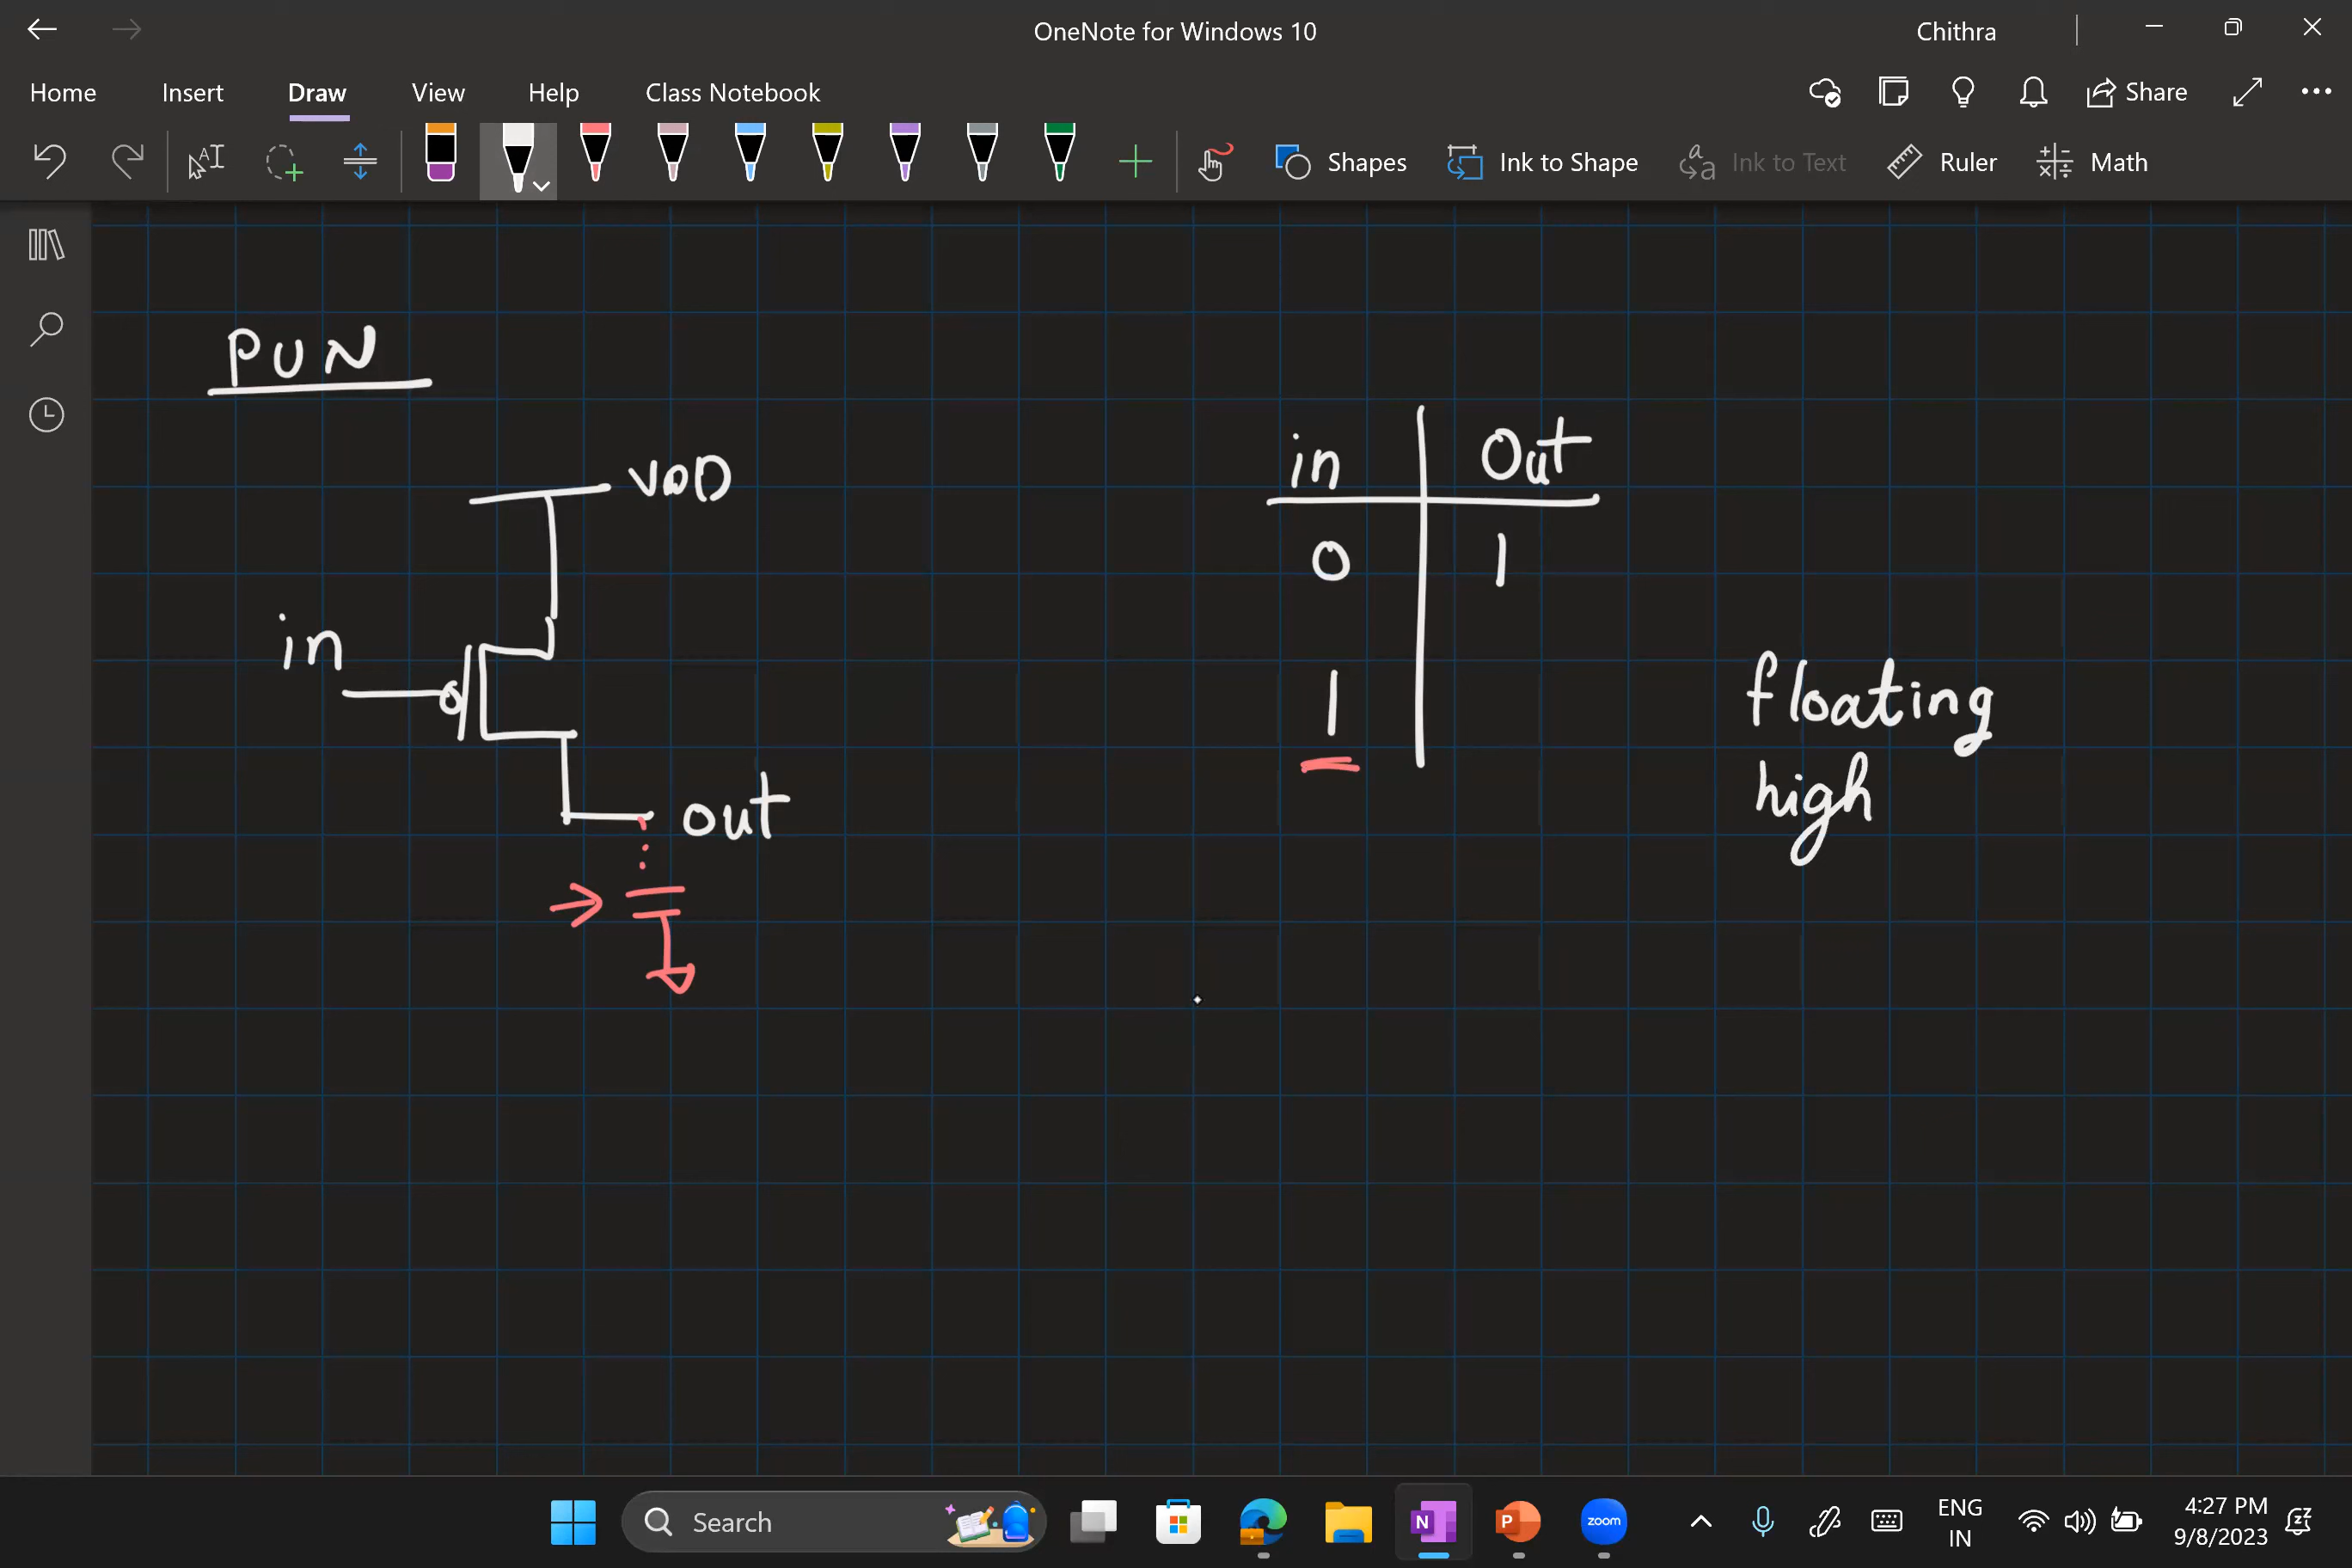 OneNote for Windows 10
Chithra
Home Insert Draw View Help Class Notebook
Share
Shapes Ink to Shape Ink to Text Ruler Math
PUN
VDD
in
out
in Out
0 1
1
floating
high
Search
zoom
ENG
IN
4:27 PM
9/8/2023